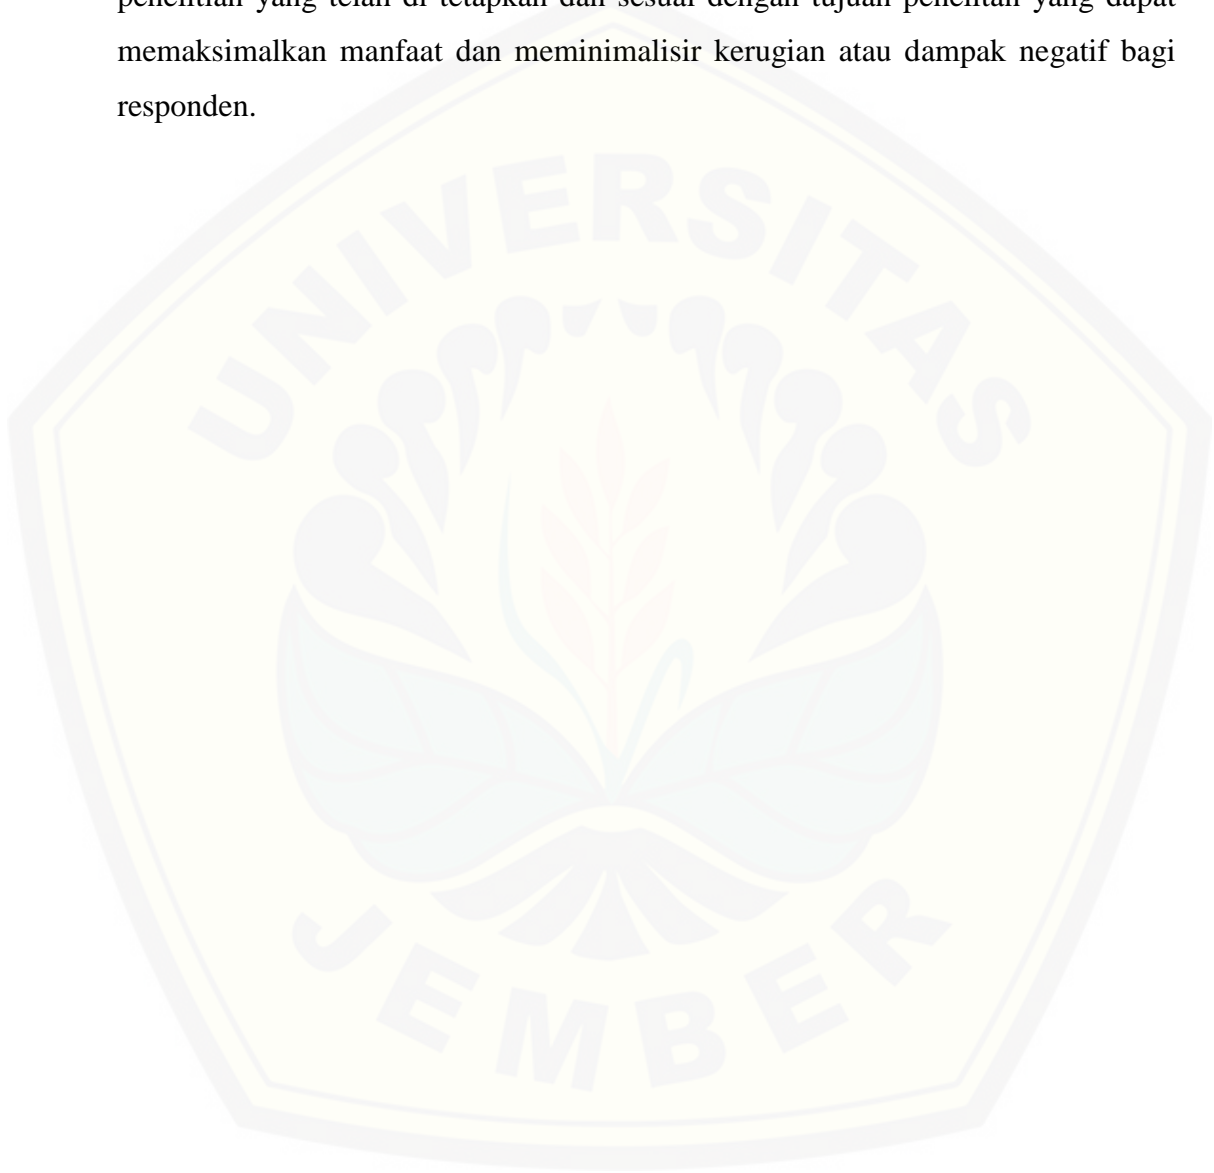 penelitian yang telah di tetapkan dan sesuai dengan tujuan penelitan yang dapat
memaksimalkan manfaat dan meminimalisir kerugian atau dampak negatif bagi
responden.
UNIVERSITAS
JEMBER